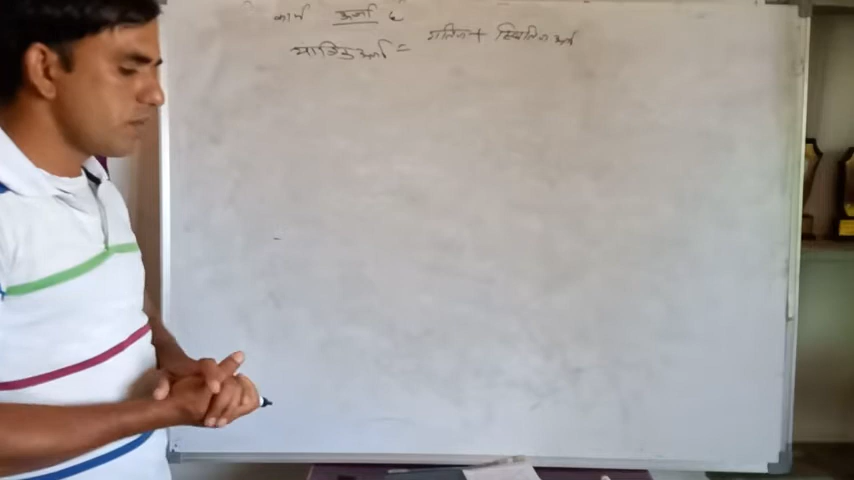 कार्य ऊर्जा
यांत्रिक ऊर्जा = गतिज + स्थितिज ऊर्जा